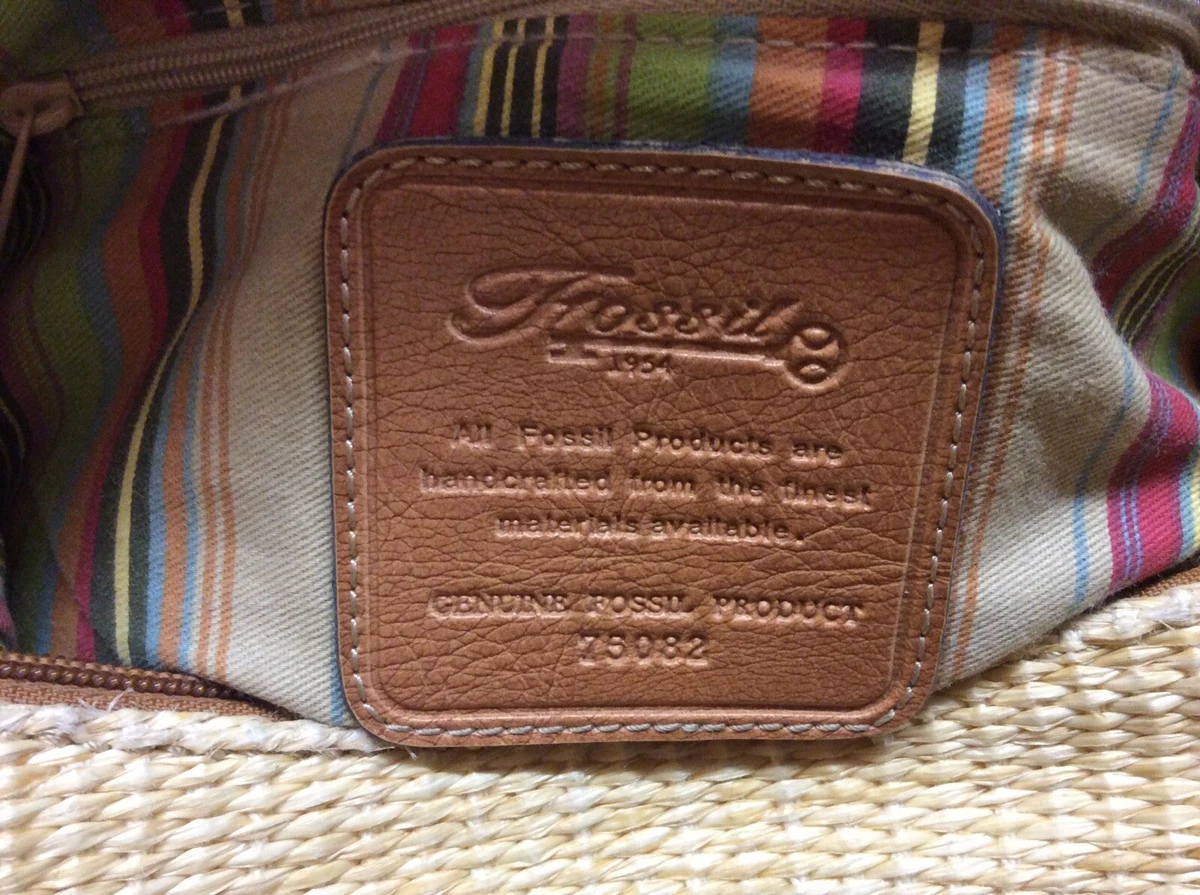 Fossil
1954
All Fossil Products are
handcrafted from the finest
materials available.
GENUINE FOSSIL PRODUCT
75082